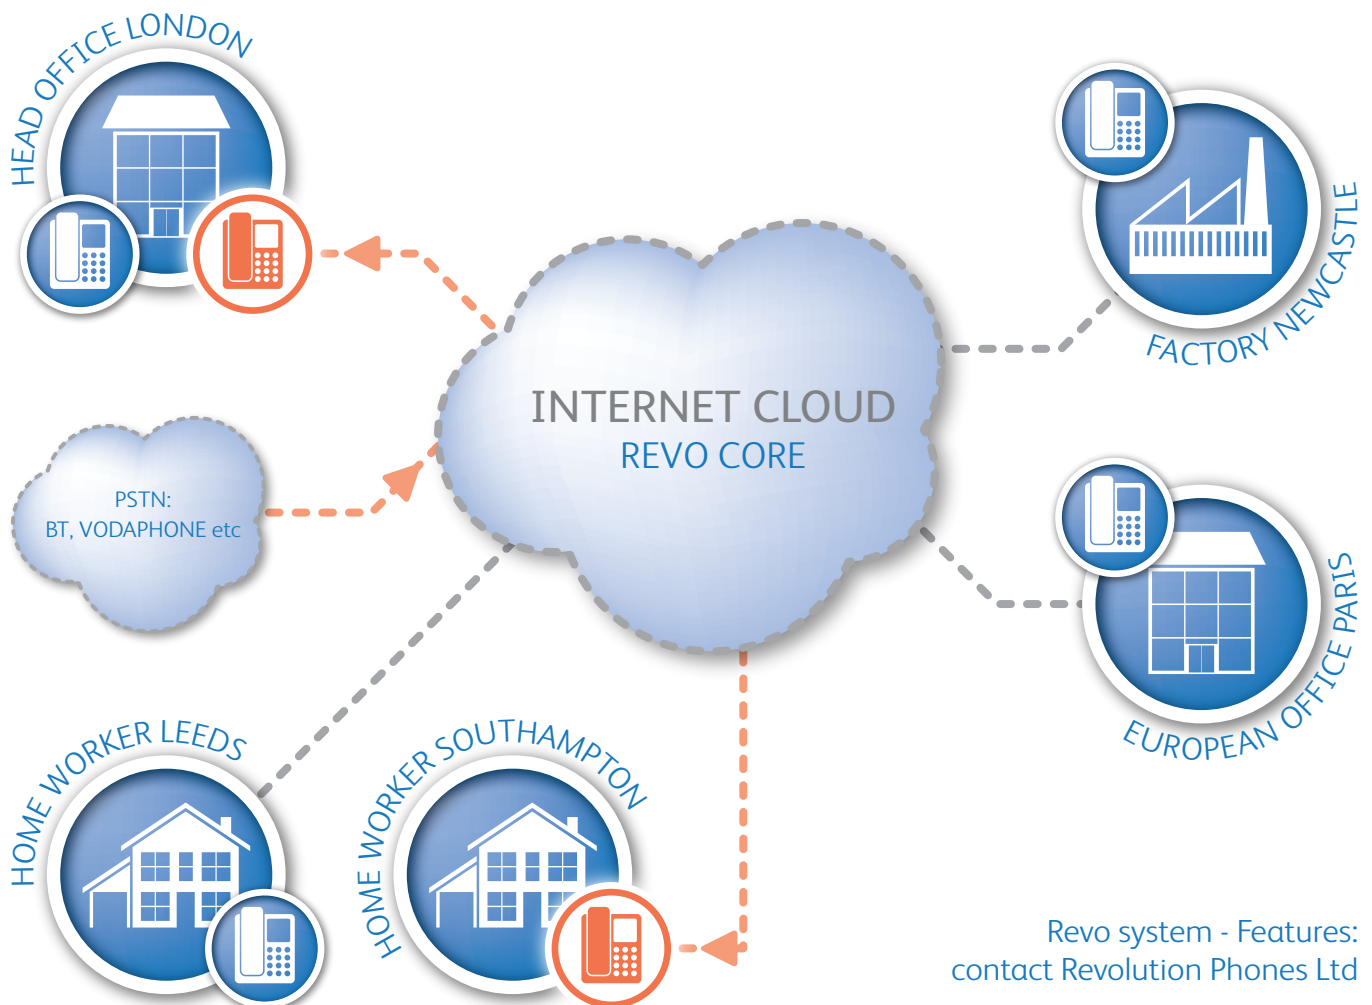 HEAD OFFICE LONDON
FACTORY NEWCASTLE
INTERNET CLOUD
REVO CORE
PSTN:
BT, VODAPHONE etc
EUROPEAN OFFICE PARIS
HOME WORKER LEEDS
HOME WORKER SOUTHAMPTON
Revo system - Features:
contact Revolution Phones Ltd